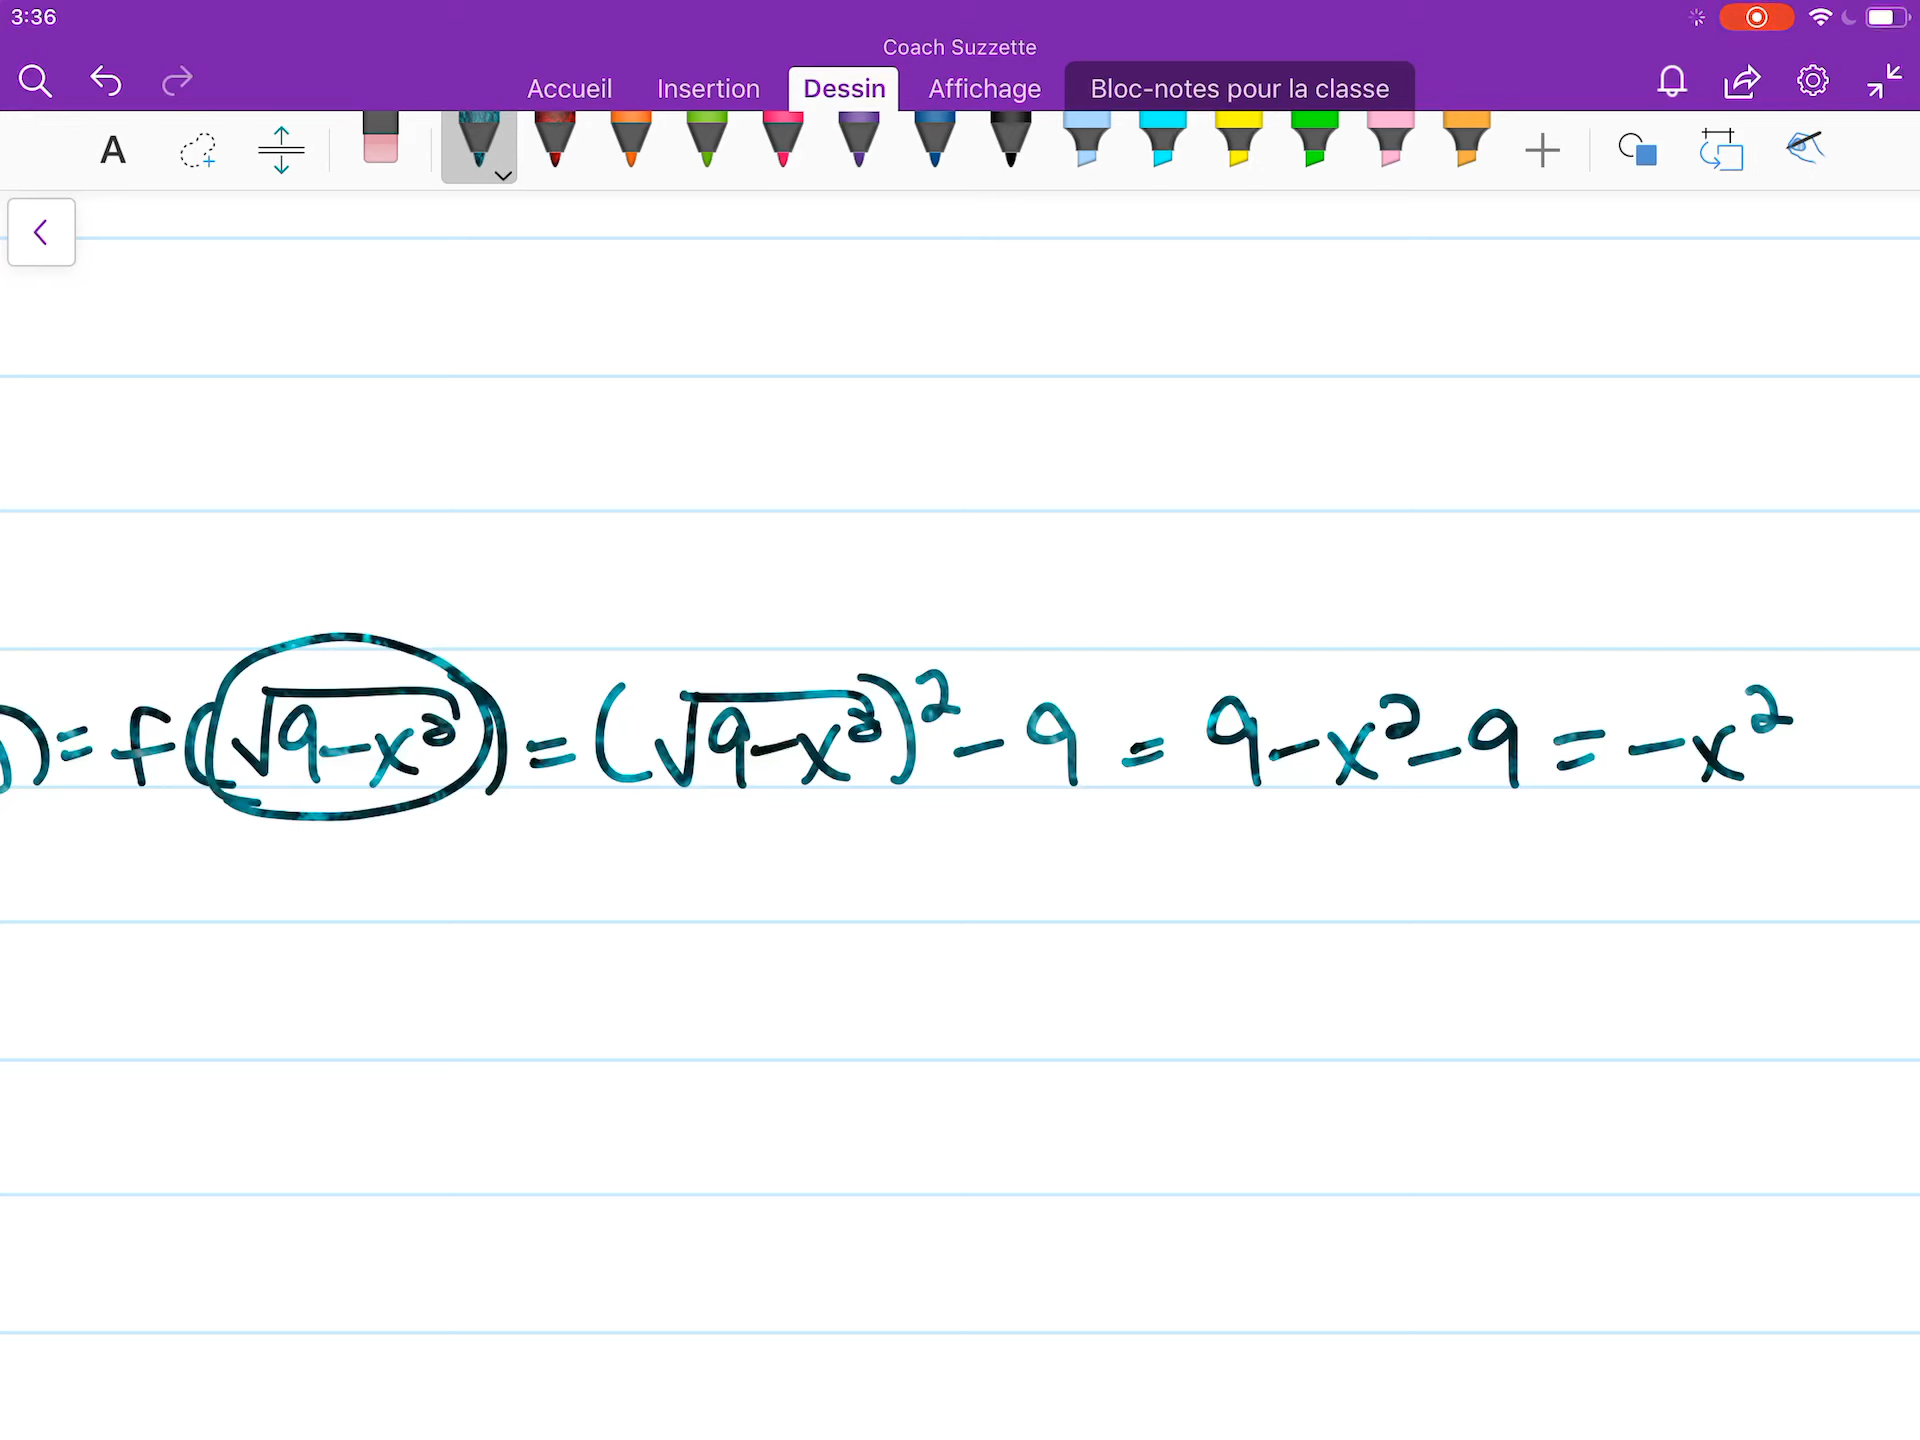 3:36
Coach Suzzette
Accueil Insertion Dessin Affichage Bloc-notes pour la classe
A
) = f(√9-x²) = (√9-x²)² - 9 = 9-x²-9 = -x²